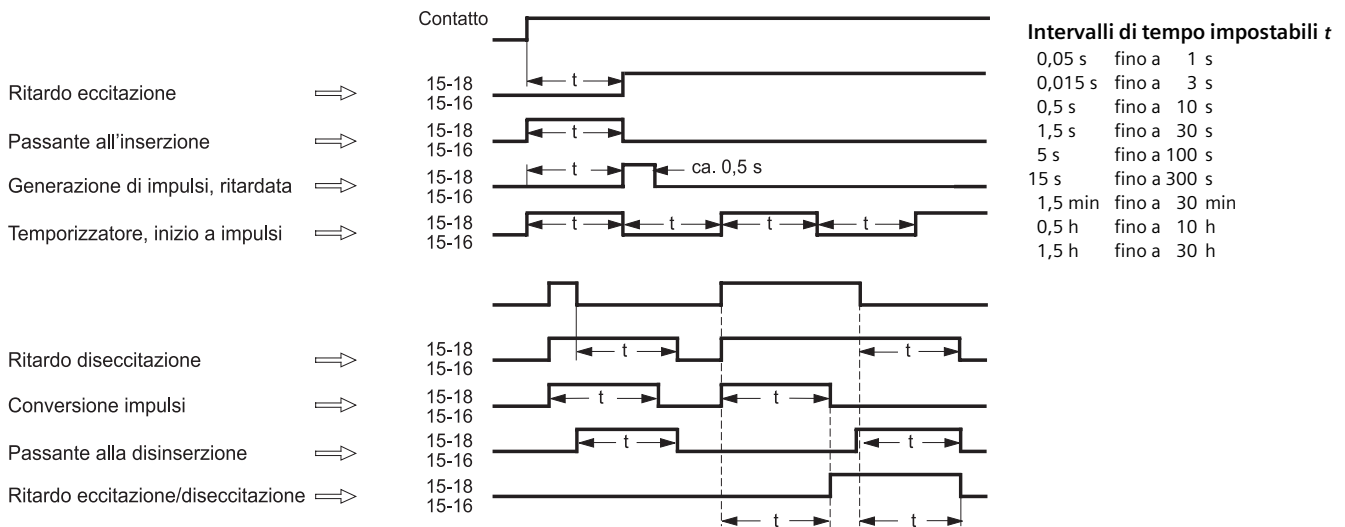 Contatto
Ritardo eccitazione
15-18
15-16
t
Passante all'inserzione
15-18
15-16
t
Generazione di impulsi, ritardata
15-18
15-16
t
ca. 0,5 s
Temporizzatore, inizio a impulsi
15-18
15-16
t t t t
Ritardo diseccitazione
15-18
15-16
t t
Conversione impulsi
15-18
15-16
t t
Passante alla disinserzione
15-18
15-16
t t
Ritardo eccitazione/diseccitazione
15-18
15-16
t t
Intervalli di tempo impostabili t
0,05 s fino a 1 s
0,015 s fino a 3 s
0,5 s fino a 10 s
1,5 s fino a 30 s
5 s fino a 100 s
15 s fino a 300 s
1,5 min fino a 30 min
0,5 h fino a 10 h
1,5 h fino a 30 h